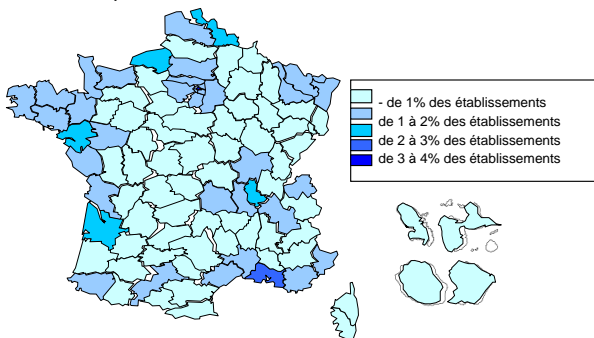 - de 1% des établissements
de 1 à 2% des établissements
de 2 à 3% des établissements
de 3 à 4% des établissements